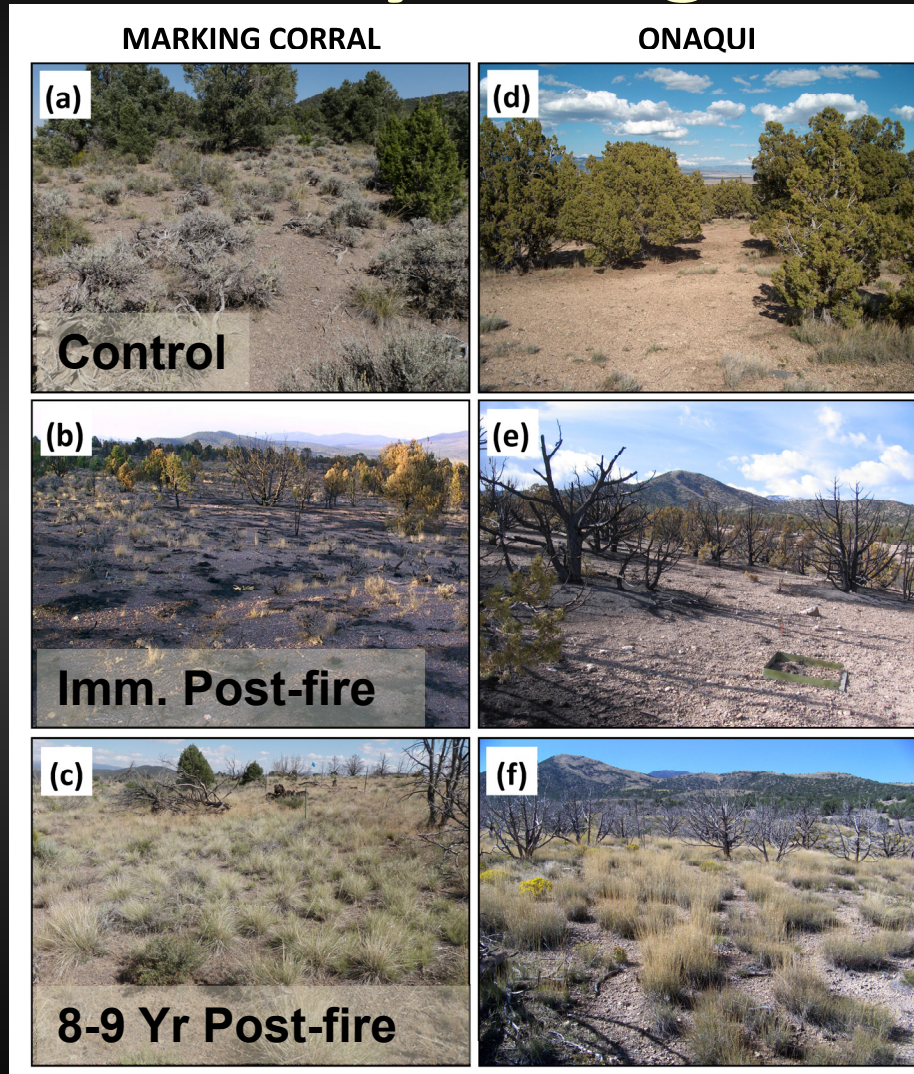 MARKING CORRAL
ONAQUI
(a)
(d)
Control
(b)
(e)
Imm. Post-fire
(c)
(f)
8-9 Yr Post-fire